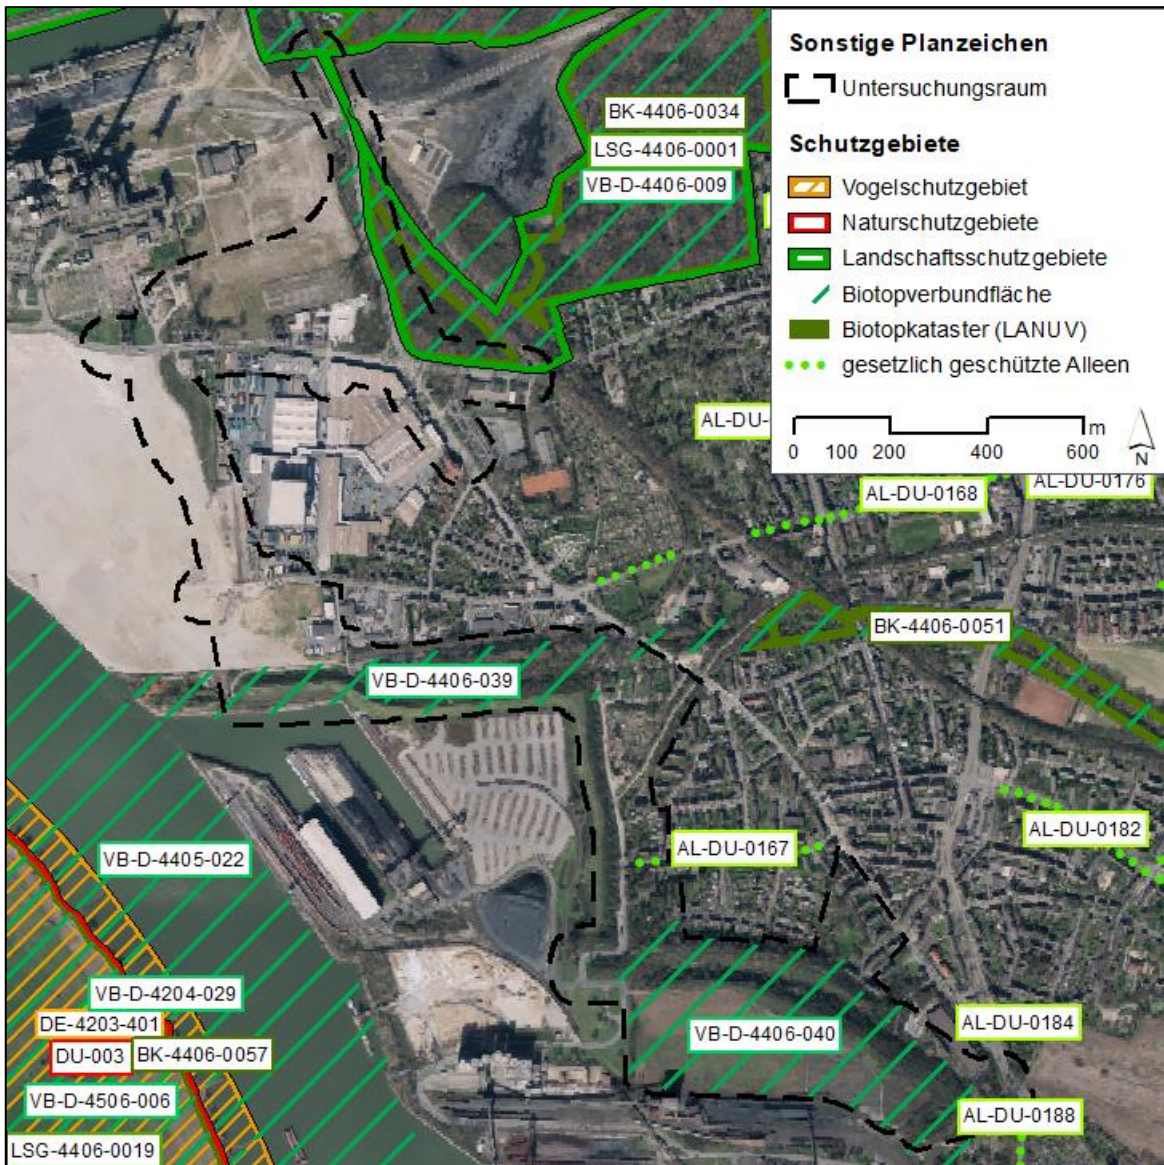 Sonstige Planzeichen
Untersuchungsraum
Schutzgebiete
Vogelschutzgebiet
Naturschutzgebiete
Landschaftsschutzgebiete
Biotopverbundfläche
Biotopkataster (LANUV)
gesetzlich geschützte Alleen
m
0 100 200 400 600
N
BK-4406-0034
LSG-4406-0001
VB-D-4406-009
AL-DU-
AL-DU-0168
AL-DU-0176
BK-4406-0051
VB-D-4406-039
AL-DU-0182
AL-DU-0167
VB-D-4405-022
VB-D-4204-029
DE-4203-401
DU-003
BK-4406-0057
VB-D-4506-006
LSG-4406-0019
VB-D-4406-040
AL-DU-0184
AL-DU-0188